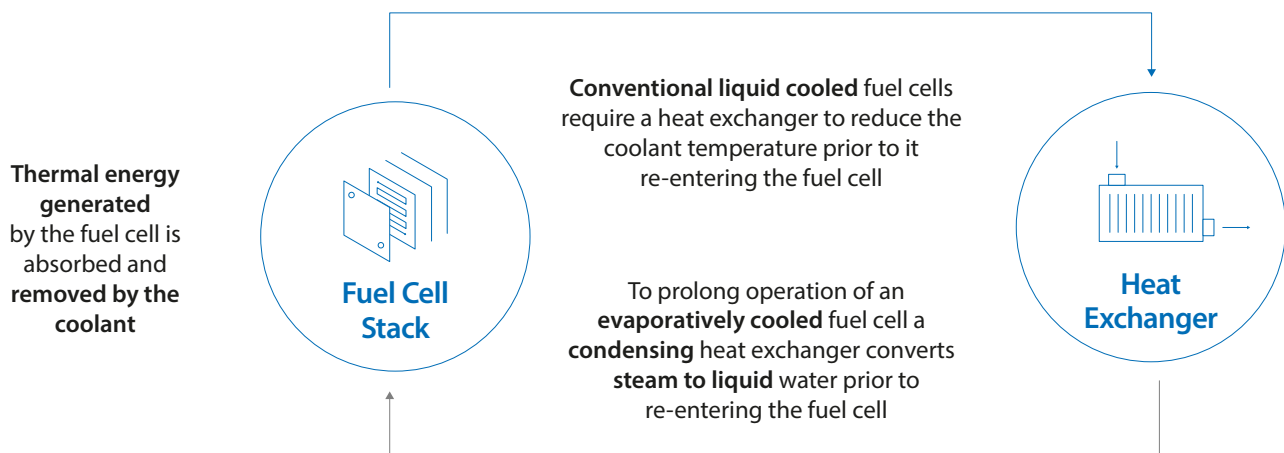 Thermal energy
generated
by the fuel cell is
absorbed and
removed by the
coolant
Fuel Cell
Stack
Conventional liquid cooled fuel cells
require a heat exchanger to reduce the
coolant temperature prior to it
re-entering the fuel cell
To prolong operation of an
evaporatively cooled fuel cell a
condensing heat exchanger converts
steam to liquid water prior to
re-entering the fuel cell
Heat
Exchanger